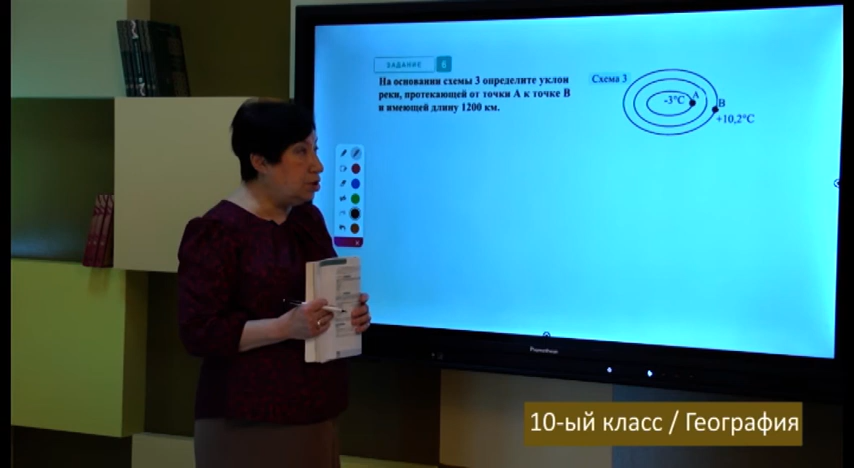 ЗАДАНИЕ 6
На основании схемы 3 определите уклон
реки, протекающей от точки А к точке В
и имеющей длину 1200 км.
Схема 3
-3°С
А
В
+10,2°С
Promethean
10-ый класс / География